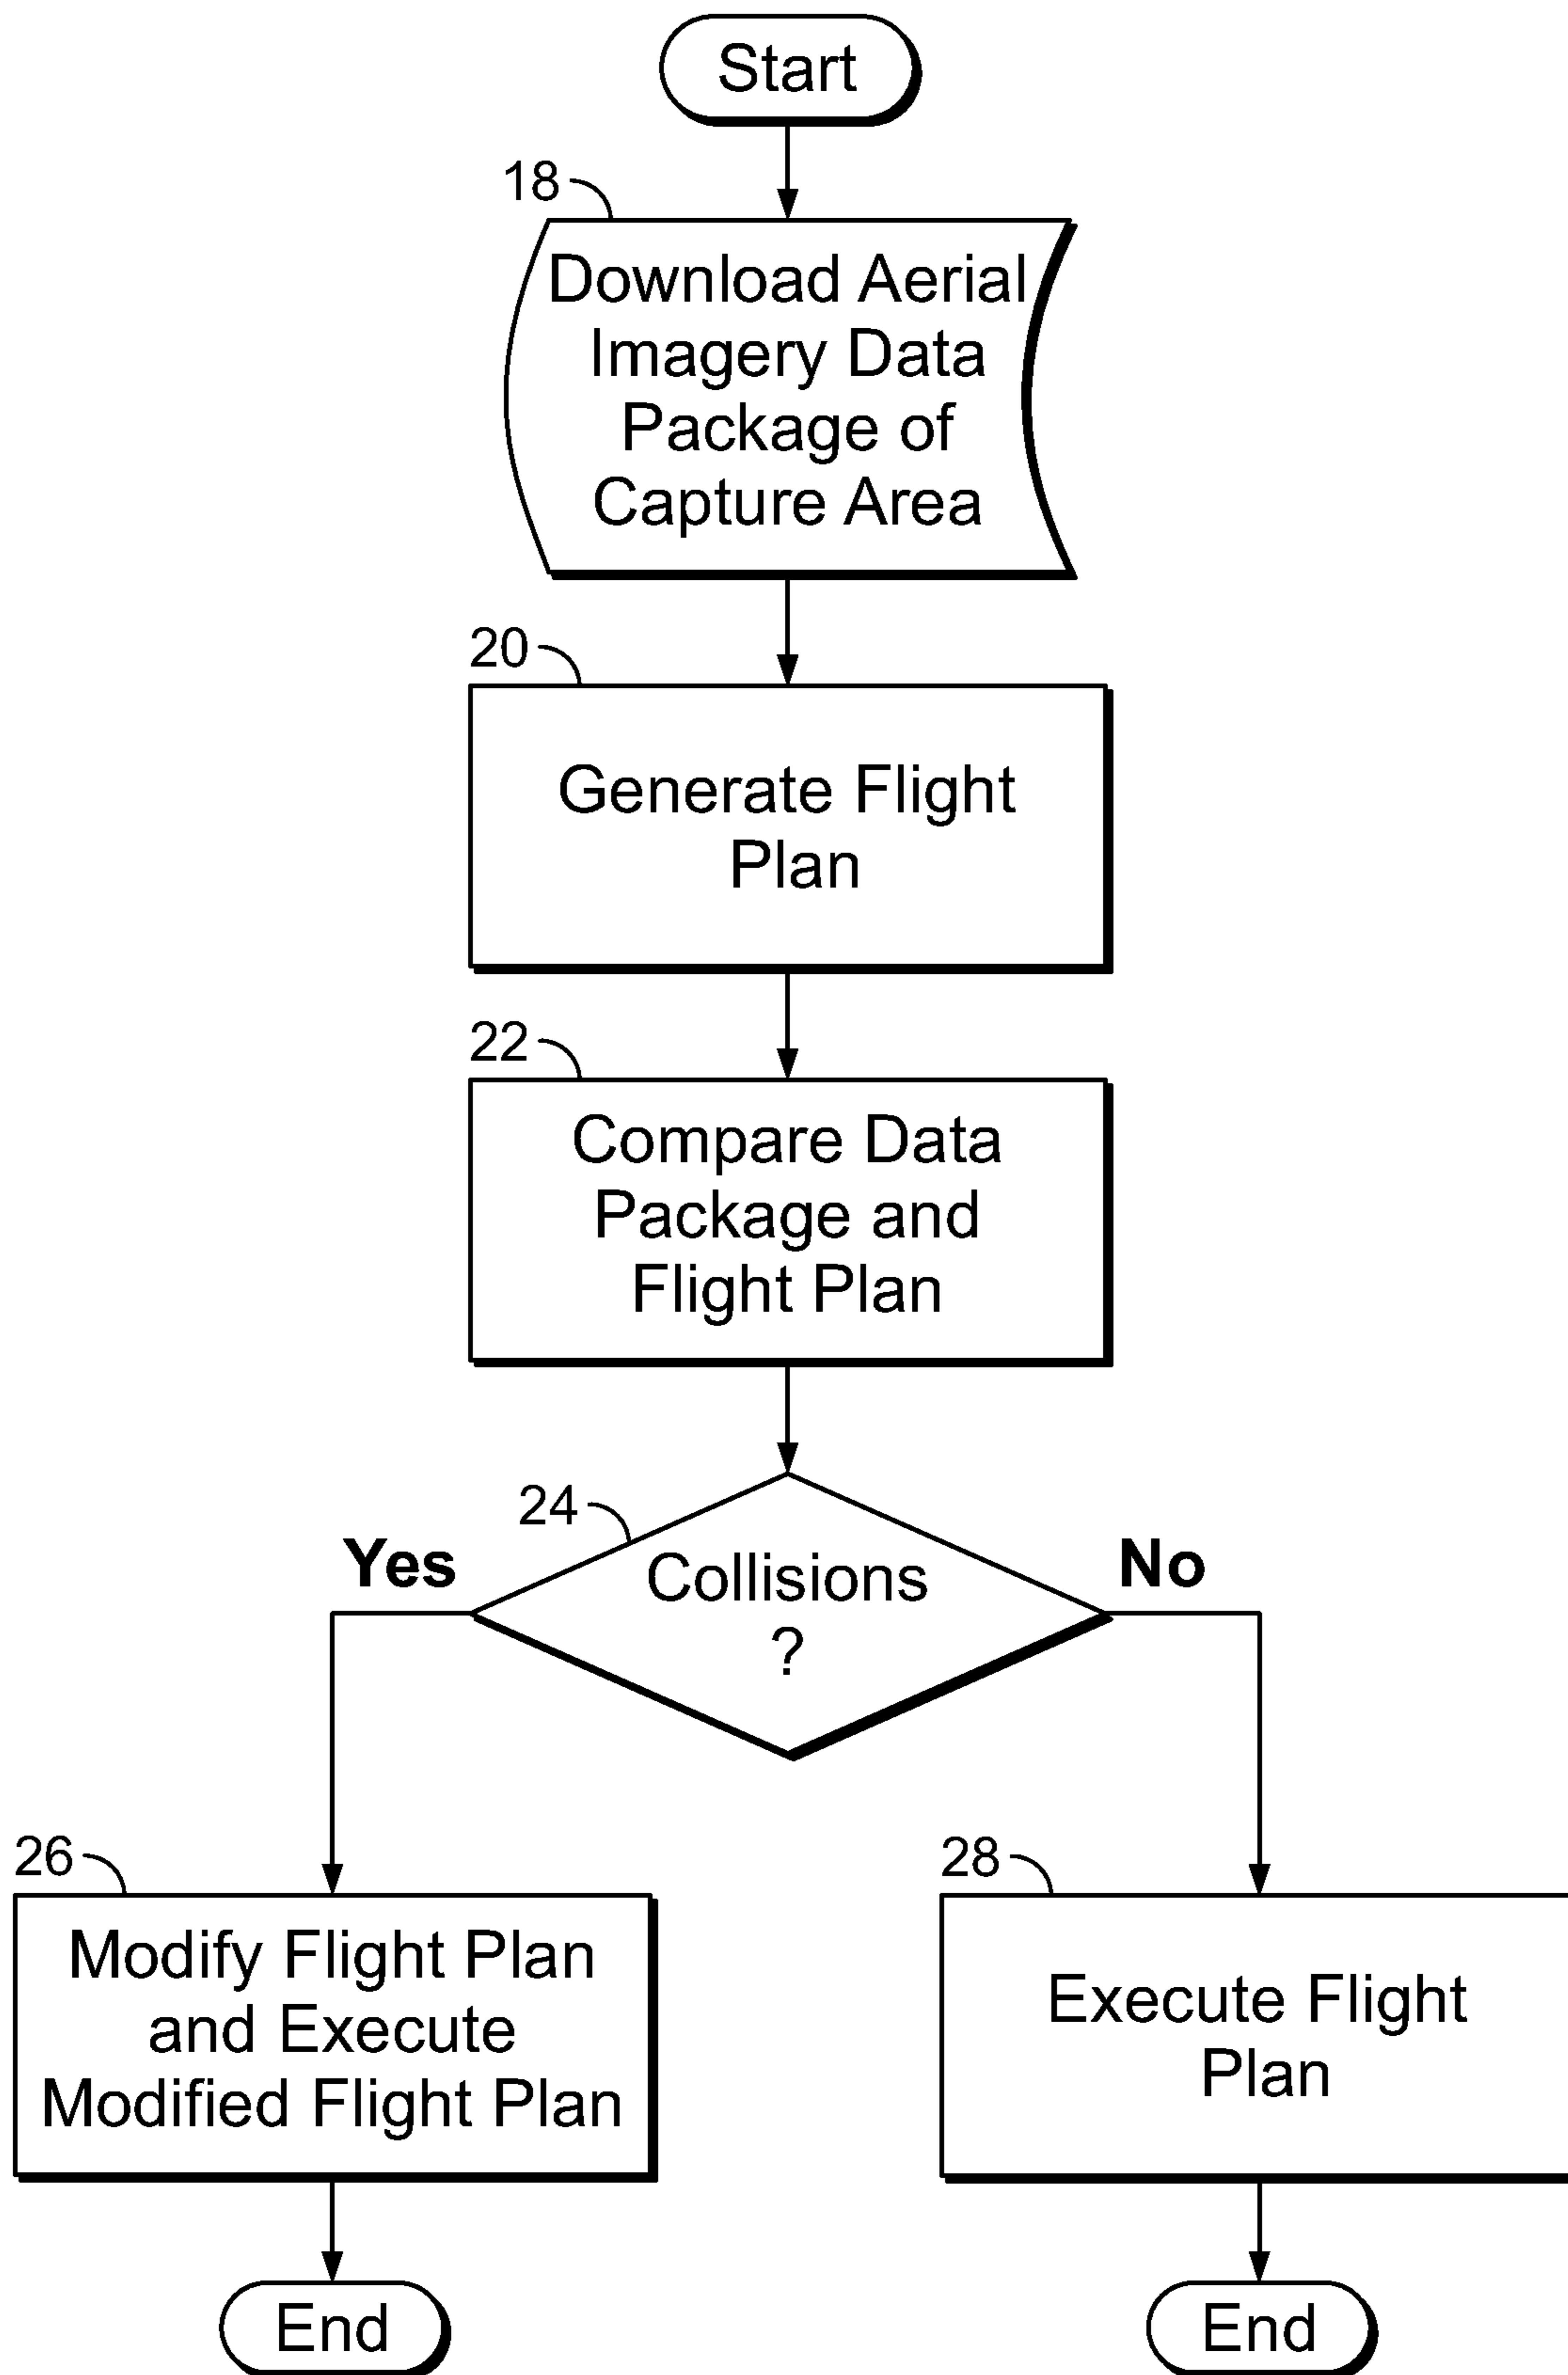 Start
18
Download Aerial
Imagery Data
Package of
Capture Area
20
Generate Flight
Plan
22
Compare Data
Package and
Flight Plan
24
Collisions
?
Yes
No
26
Modify Flight Plan
and Execute
Modified Flight Plan
End
28
Execute Flight
Plan
End